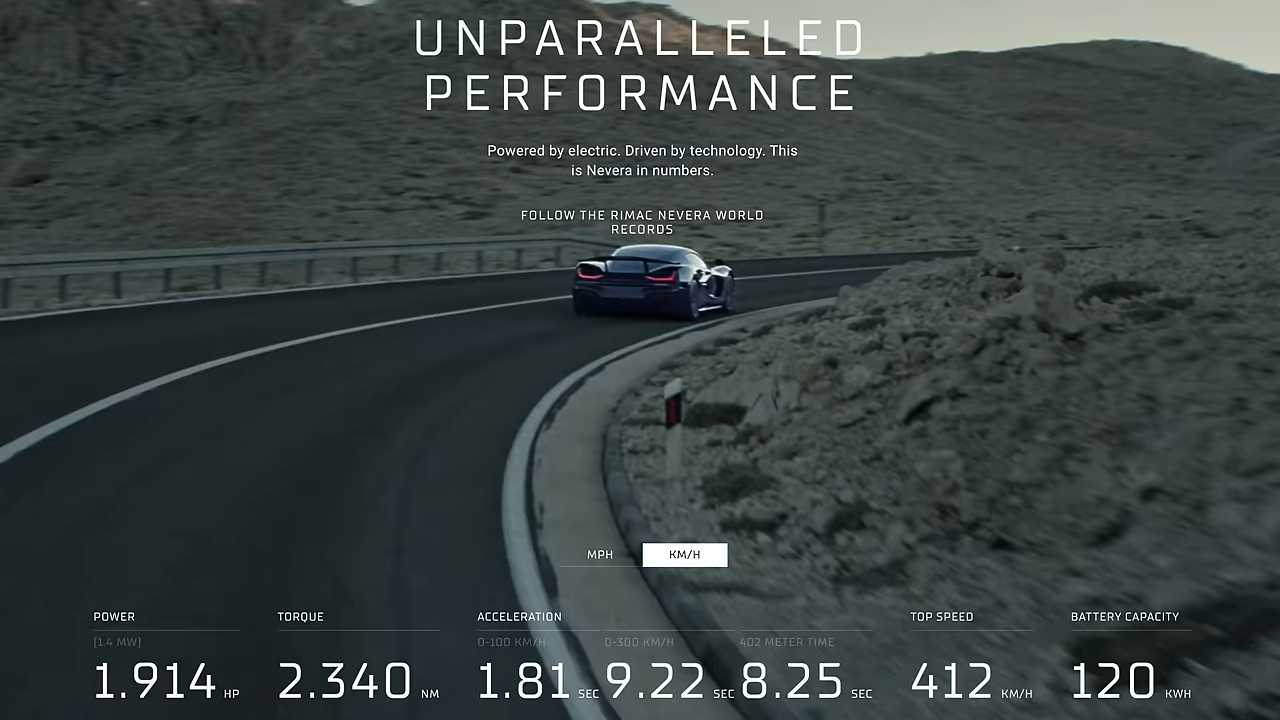 UNPARALLELED
PERFORMANCE
Powered by electric. Driven by technology. This
is Nevera in numbers.
FOLLOW THE RIMAC NEVERA WORLD
RECORDS
MPH KM/H
POWER TORQUE ACCELERATION TOP SPEED BATTERY CAPACITY
(1.4 MW) 0-100 KM/H 0-300 KM/H 402 METER TIME
1.914 HP 2.340 NM 1.81 SEC 9.22 SEC 8.25 SEC 412 KM/H 120 KWH